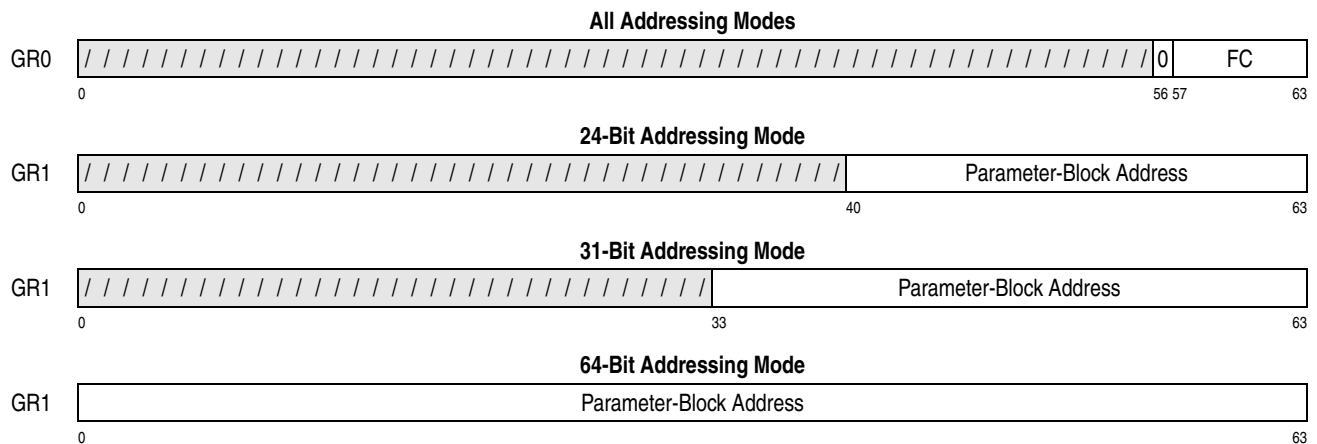 All Addressing Modes
GR0 / / / / / / / / / / / / / / / / / / / / / / / / / / / / / / / / / / / / / / / / / / / / / / / / / / / / / / / / 0 FC
0 56 57 63
24-Bit Addressing Mode
GR1 / / / / / / / / / / / / / / / / / / / / / / / / / / / / / / / / / / / / / / / / Parameter-Block Address
0 40 63
31-Bit Addressing Mode
GR1 / / / / / / / / / / / / / / / / / / / / / / / / / / / / / / / / / Parameter-Block Address
0 33 63
64-Bit Addressing Mode
GR1 Parameter-Block Address
0 63